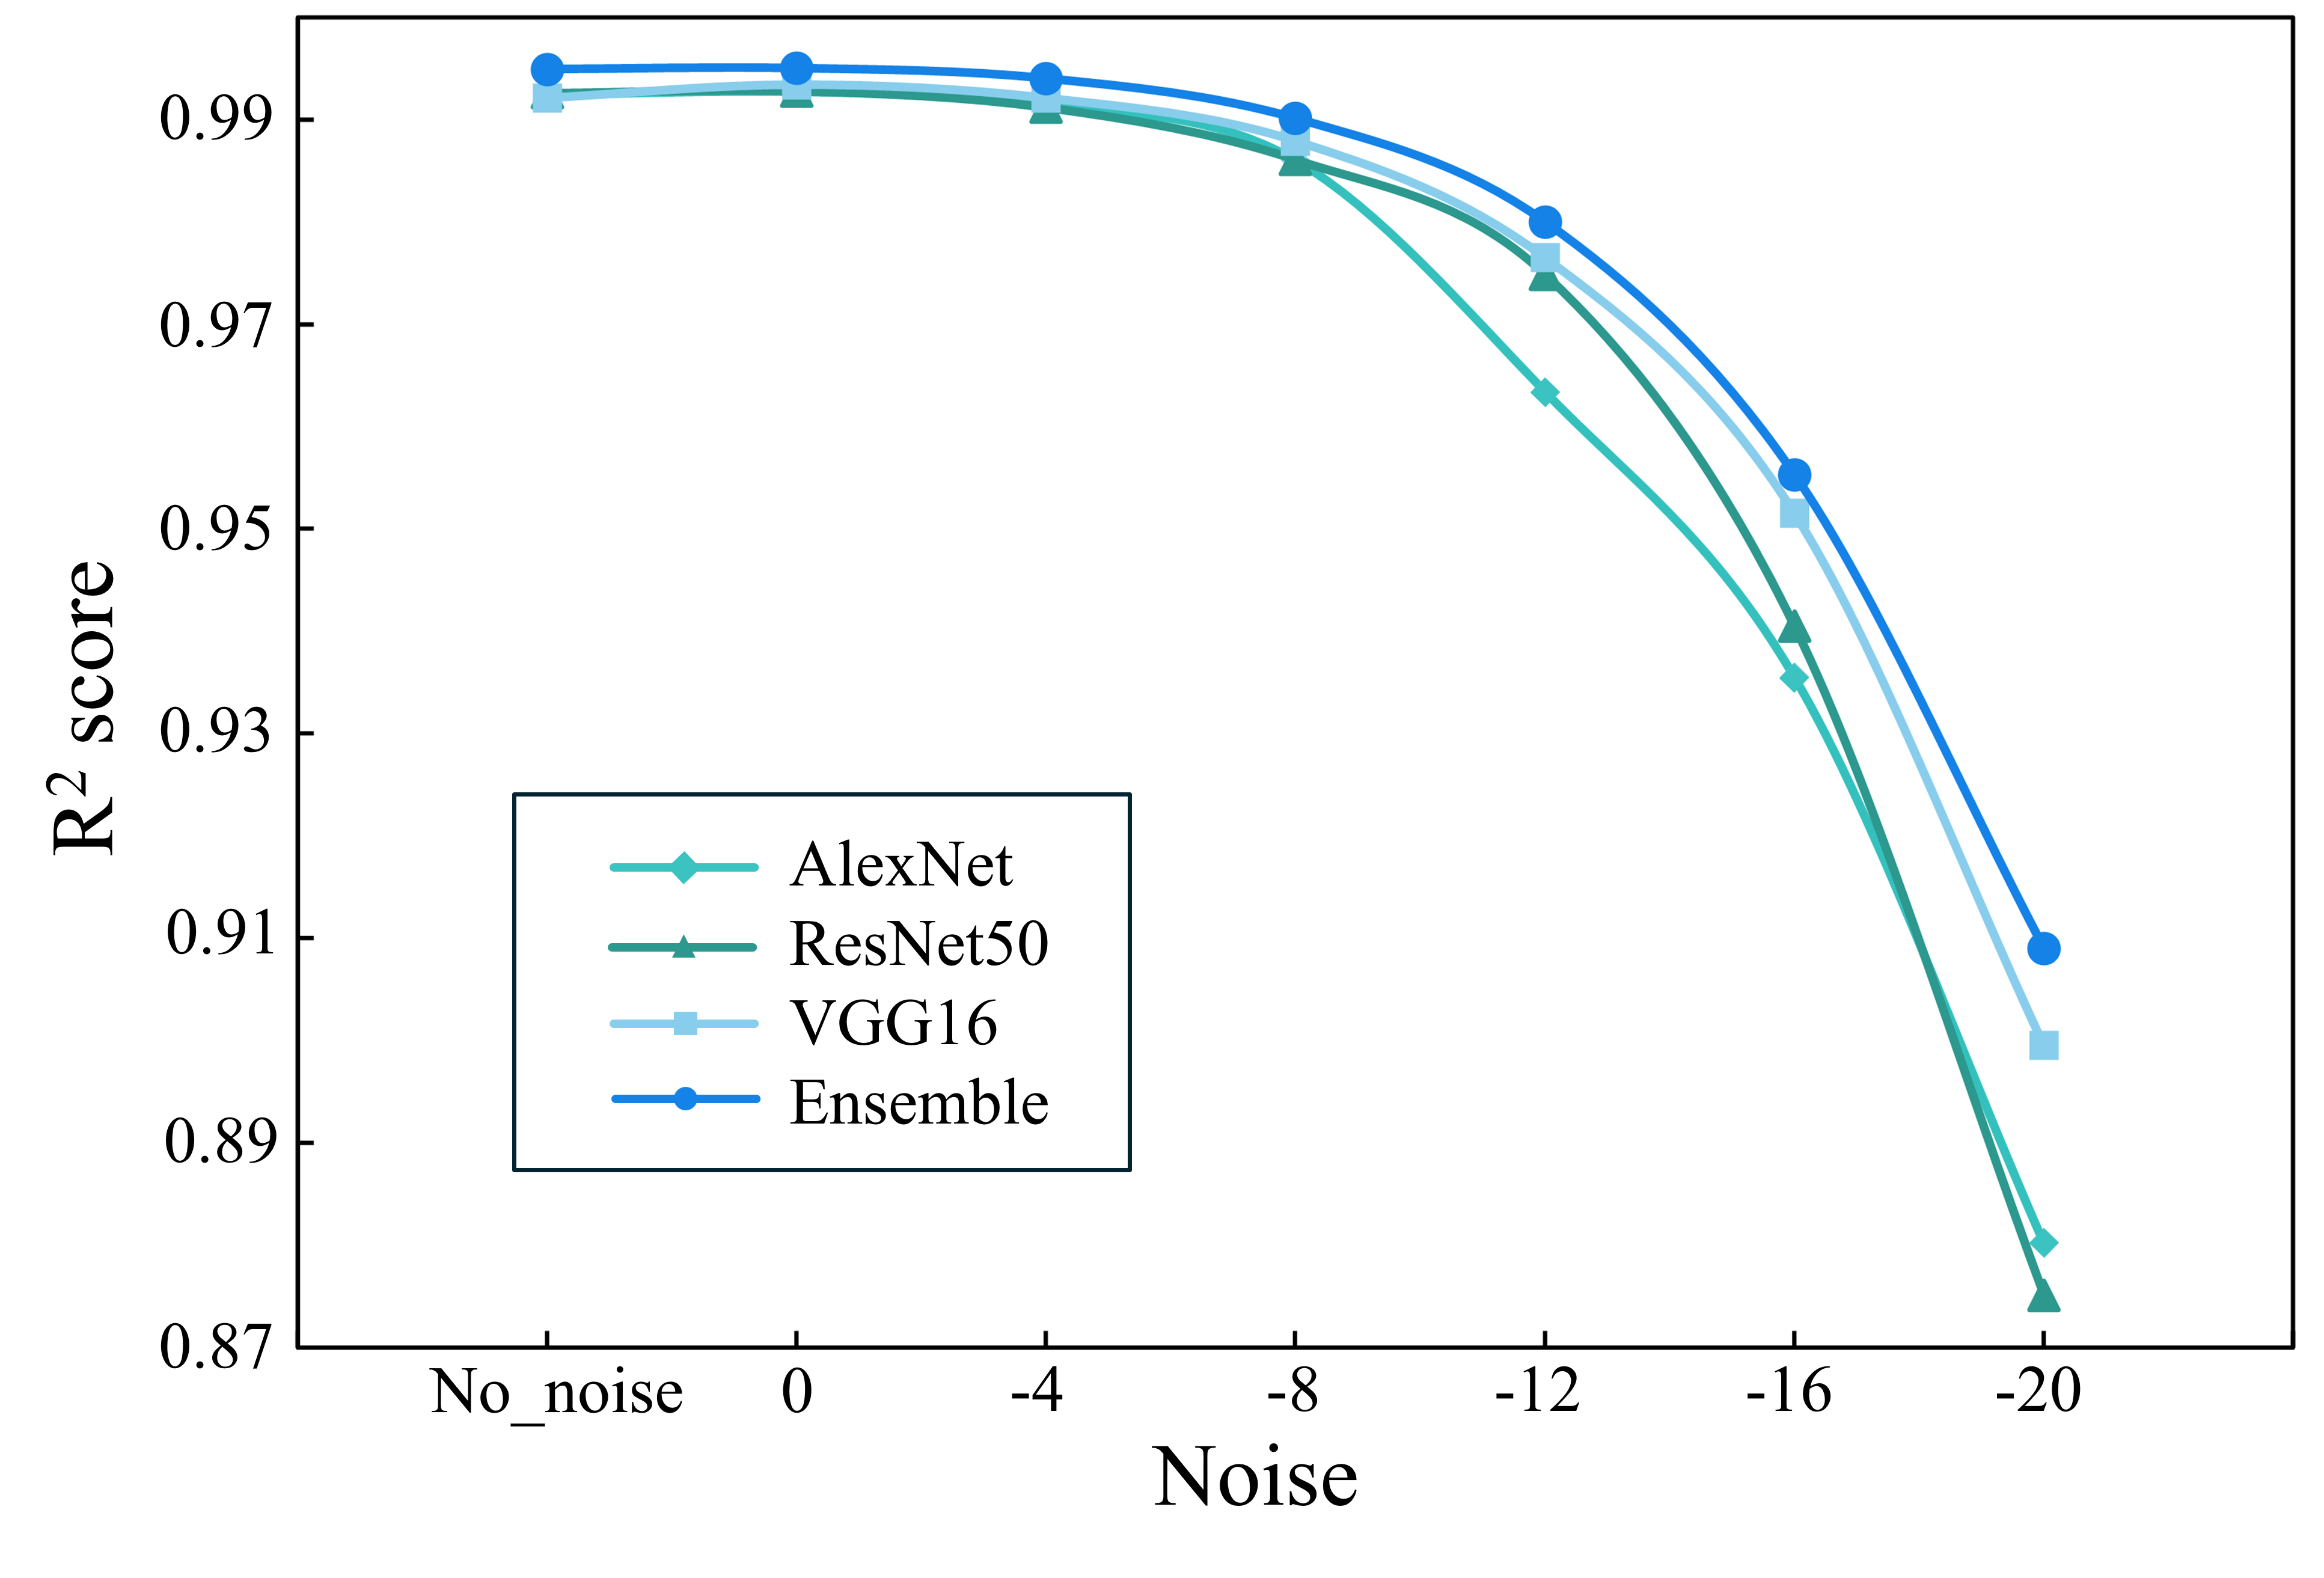 0.99
0.97
0.95
0.93
0.91
0.89
0.87
R² score
AlexNet
ResNet50
VGG16
Ensemble
No_noise 0 -4 -8 -12 -16 -20
Noise